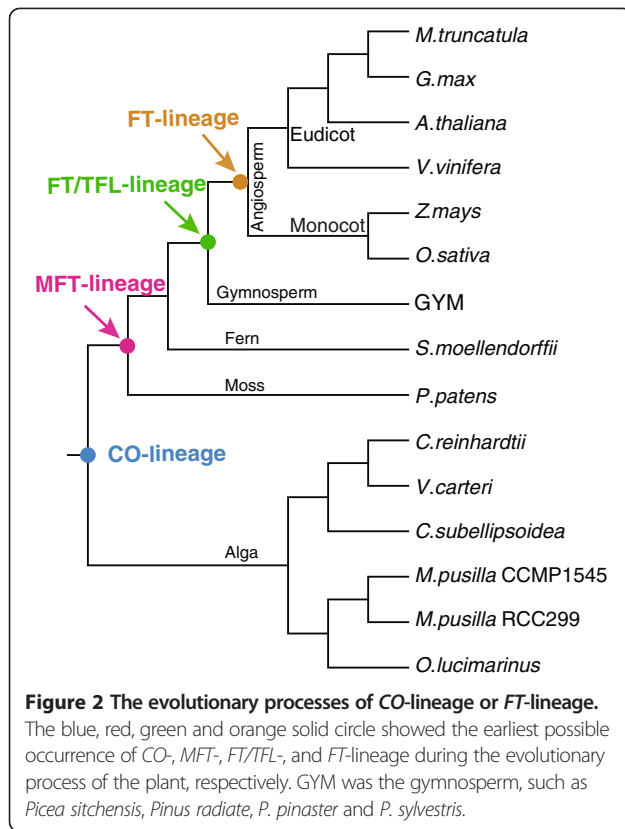 M.truncatula
G.max
FT-lineage
A.thaliana
Eudicot
V.vinifera
FT/TFL-lineage
Angiosperm
Z.mays
Monocot
O.sativa
MFT-lineage
Gymnosperm
GYM
Fern
S.moellendorffii
Moss
P.patens
C.reinhardtii
CO-lineage
V.carteri
C.subellipsoidea
Alga
M.pusilla CCMP1545
M.pusilla RCC299
O.lucimarinus
Figure 2 The evolutionary processes of CO-lineage or FT-lineage.
The blue, red, green and orange solid circle showed the earliest possible
occurrence of CO-, MFT-, FT/TFL-, and FT-lineage during the evolutionary
process of the plant, respectively. GYM was the gymnosperm, such as
Picea sitchensis, Pinus radiate, P. pinaster and P. sylvestris.